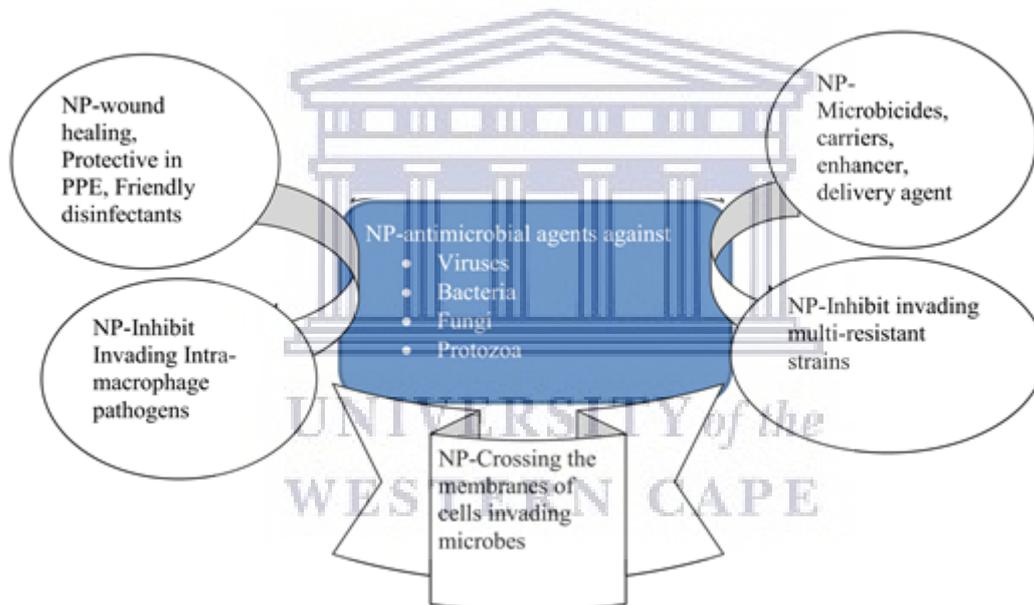 NP-wound
healing,
Protective in
PPE, Friendly
disinfectants
NP-
Microbicides,
carriers,
enhancer,
delivery agent
NP-antimicrobial agents against
• Viruses
• Bacteria
• Fungi
• Protozoa
NP-Inhibit
Invading Intra-
macrophage
pathogens
NP-Inhibit invading
multi-resistant
strains
NP-Crossing the
membranes of
cells invading
microbes
UNIVERSITY of the
WESTERN CAPE